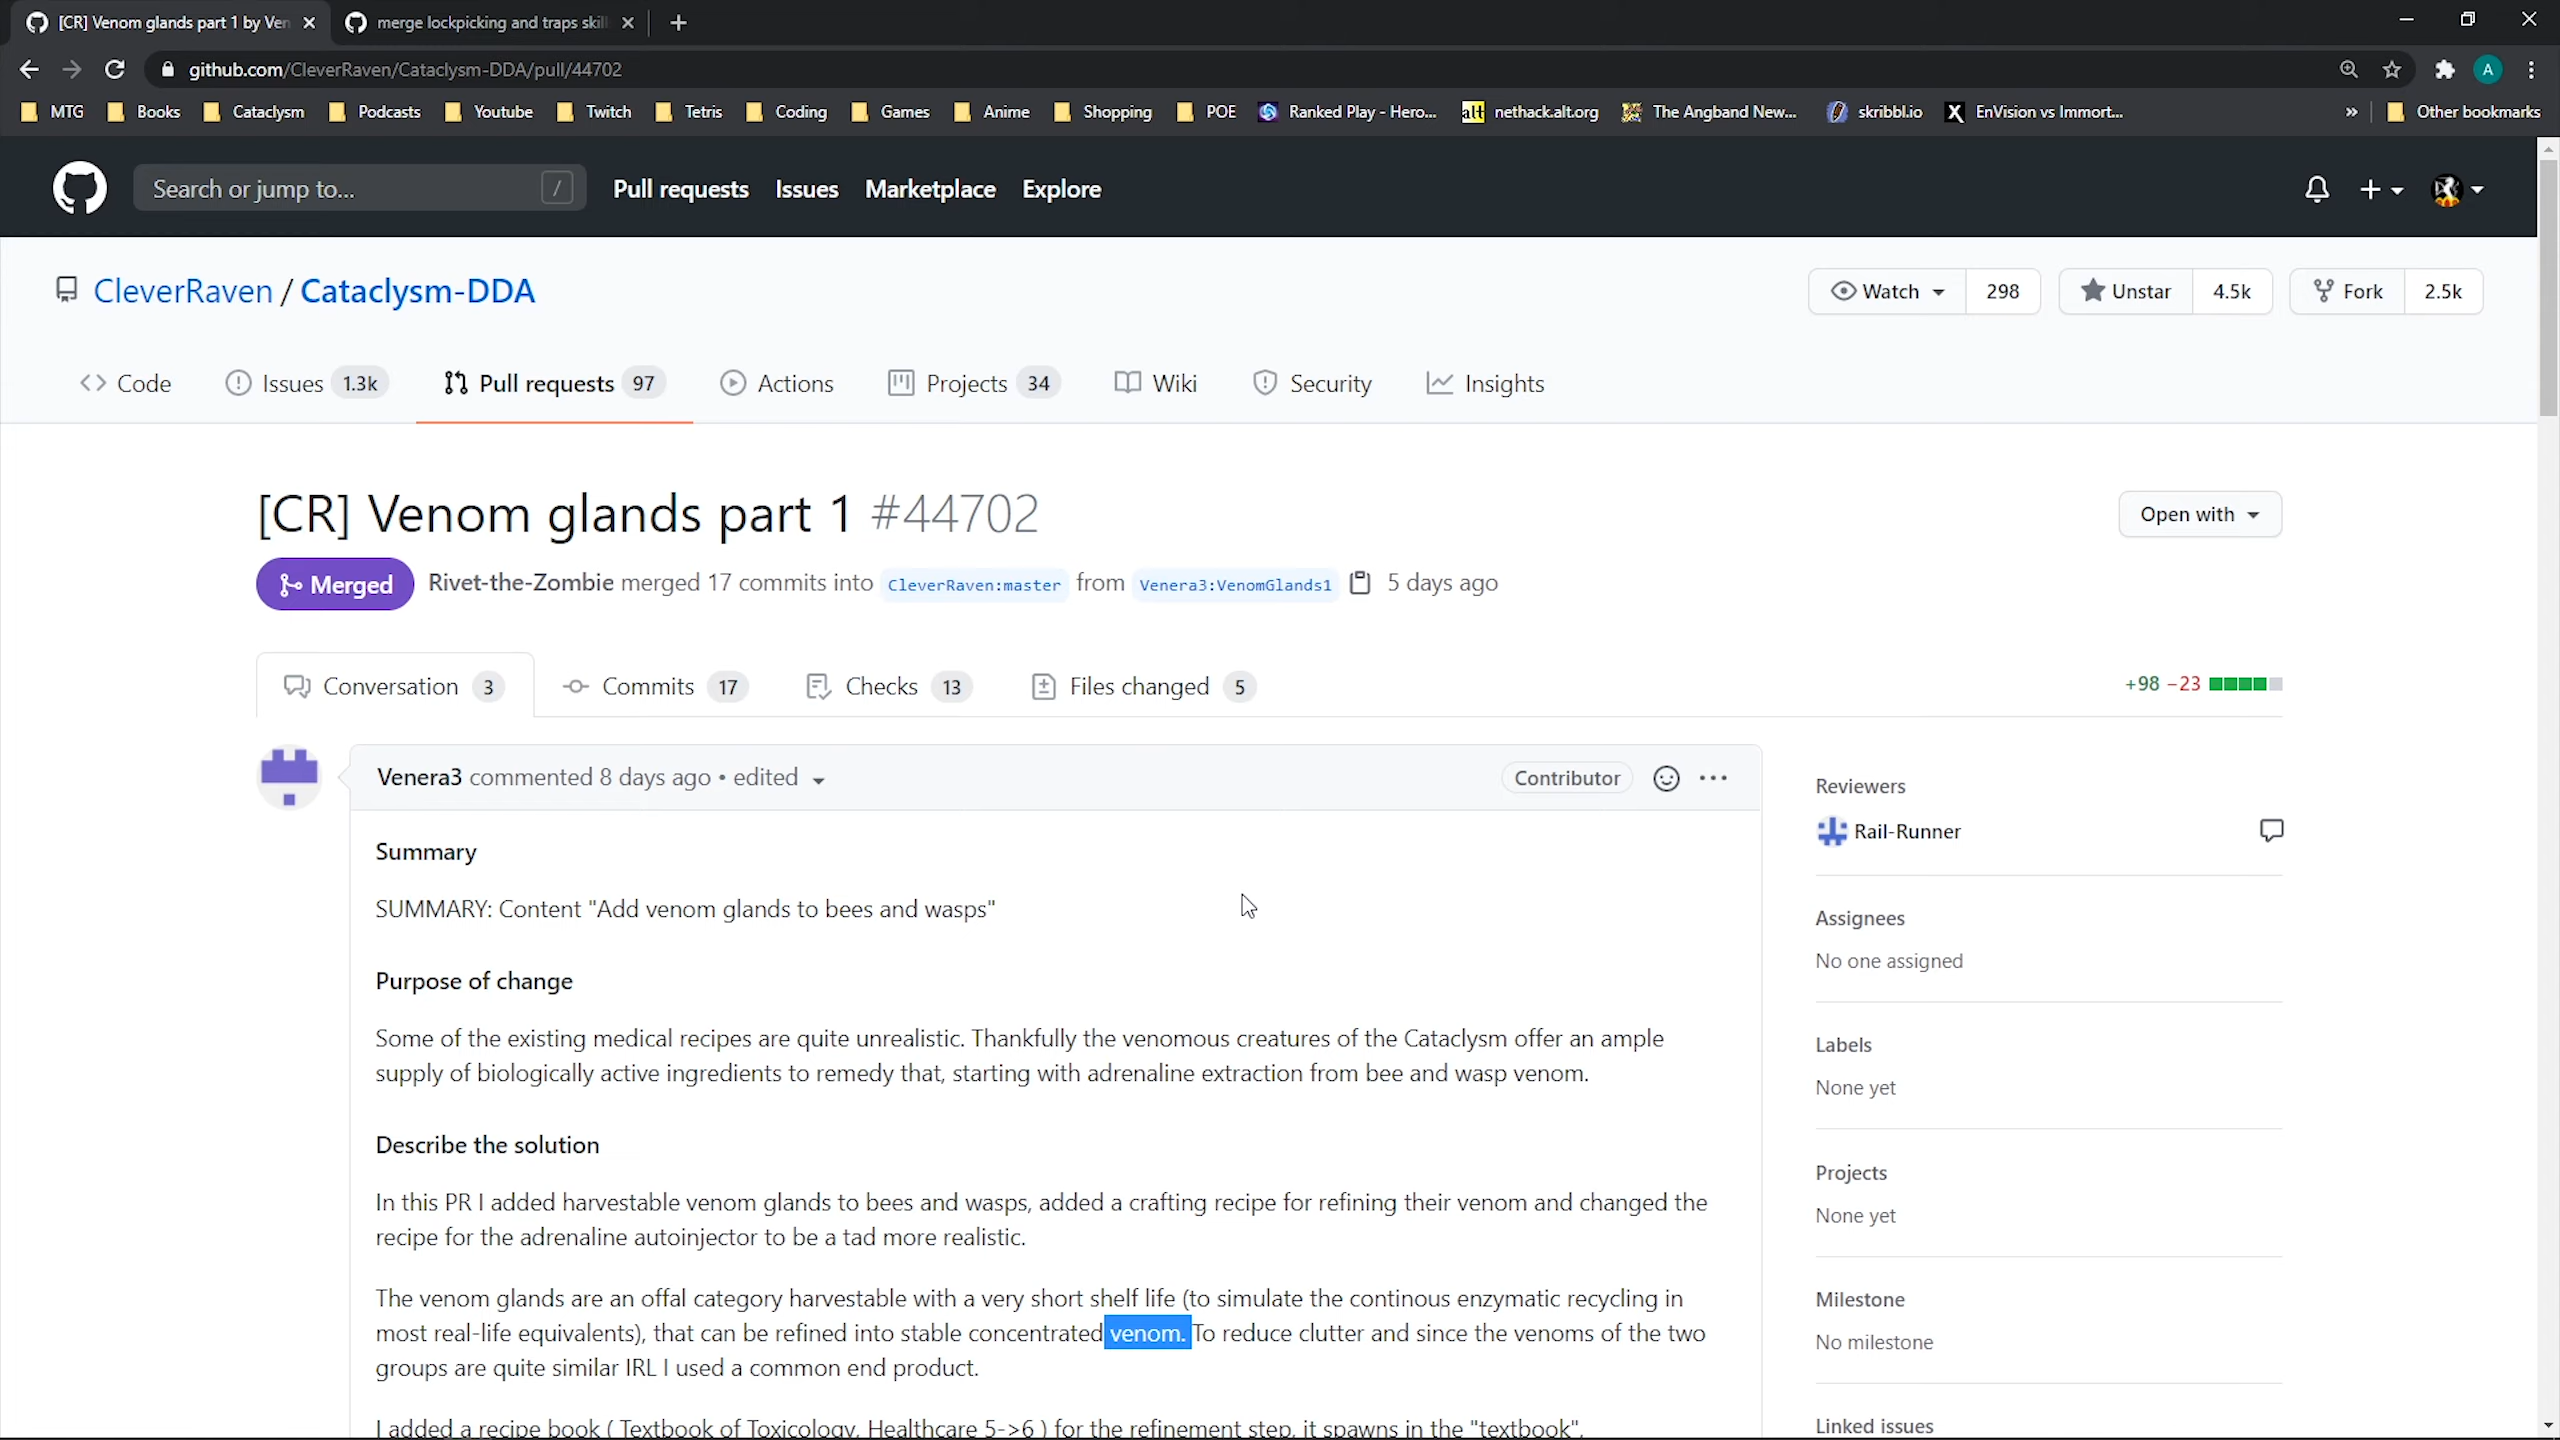 [CR] Venom glands part 1 by Ven
merge lockpicking and traps skil
github.com/CleverRaven/Cataclysm-DDA/pull/44702
A
MTG
Books
Cataclysm
Podcasts
Youtube
Twitch
Tetris
Coding
Games
Anime
Shopping
POE
Ranked Play - Hero...
alt
nethack.alt.org
The Angband New...
skribbl.io
X
EnVision vs Immort...
»
Other bookmarks
Search or jump to...
/
Pull requests
Issues
Marketplace
Explore
CleverRaven / Cataclysm-DDA
Watch
298
Unstar
4.5k
Fork
2.5k
Code
Issues 1.3k
Pull requests 97
Actions
Projects 34
Wiki
Security
Insights
[CR] Venom glands part 1 #44702
Open with
Merged
Rivet-the-Zombie merged 17 commits into CleverRaven:master from Venera3:VenomGlands1 5 days ago
Conversation 3
Commits 17
Checks 13
Files changed 5
+98 −23
Venera3 commented 8 days ago • edited
Contributor
Summary
SUMMARY: Content "Add venom glands to bees and wasps"
Purpose of change
Some of the existing medical recipes are quite unrealistic. Thankfully the venomous creatures of the Cataclysm offer an ample
supply of biologically active ingredients to remedy that, starting with adrenaline extraction from bee and wasp venom.
Describe the solution
In this PR I added harvestable venom glands to bees and wasps, added a crafting recipe for refining their venom and changed the
recipe for the adrenaline autoinjector to be a tad more realistic.
The venom glands are an offal category harvestable with a very short shelf life (to simulate the continous enzymatic recycling in
most real-life equivalents), that can be refined into stable concentrated venom. To reduce clutter and since the venoms of the two
groups are quite similar IRL I used a common end product.
I added a recipe book ( Textbook of Toxicology, Healthcare 5->6 ) for the refinement step, it spawns in the "textbook",
Reviewers
Rail-Runner
Assignees
No one assigned
Labels
None yet
Projects
None yet
Milestone
No milestone
Linked issues